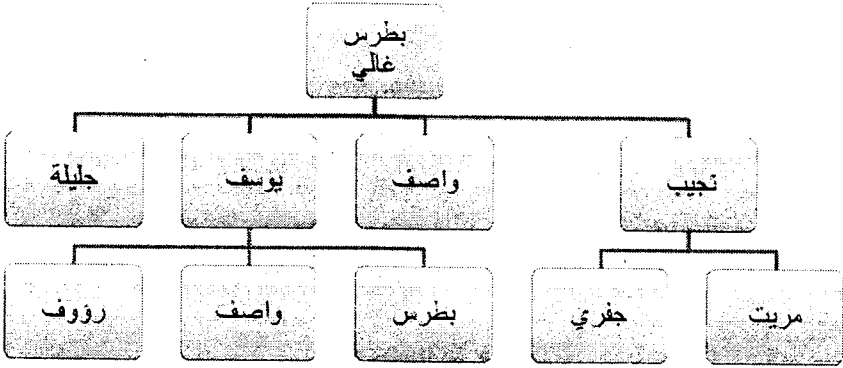 بطرس
غالي
نجيب
واصف
يوسف
جليلة
مريت
جفري
بطرس
واصف
رؤوف